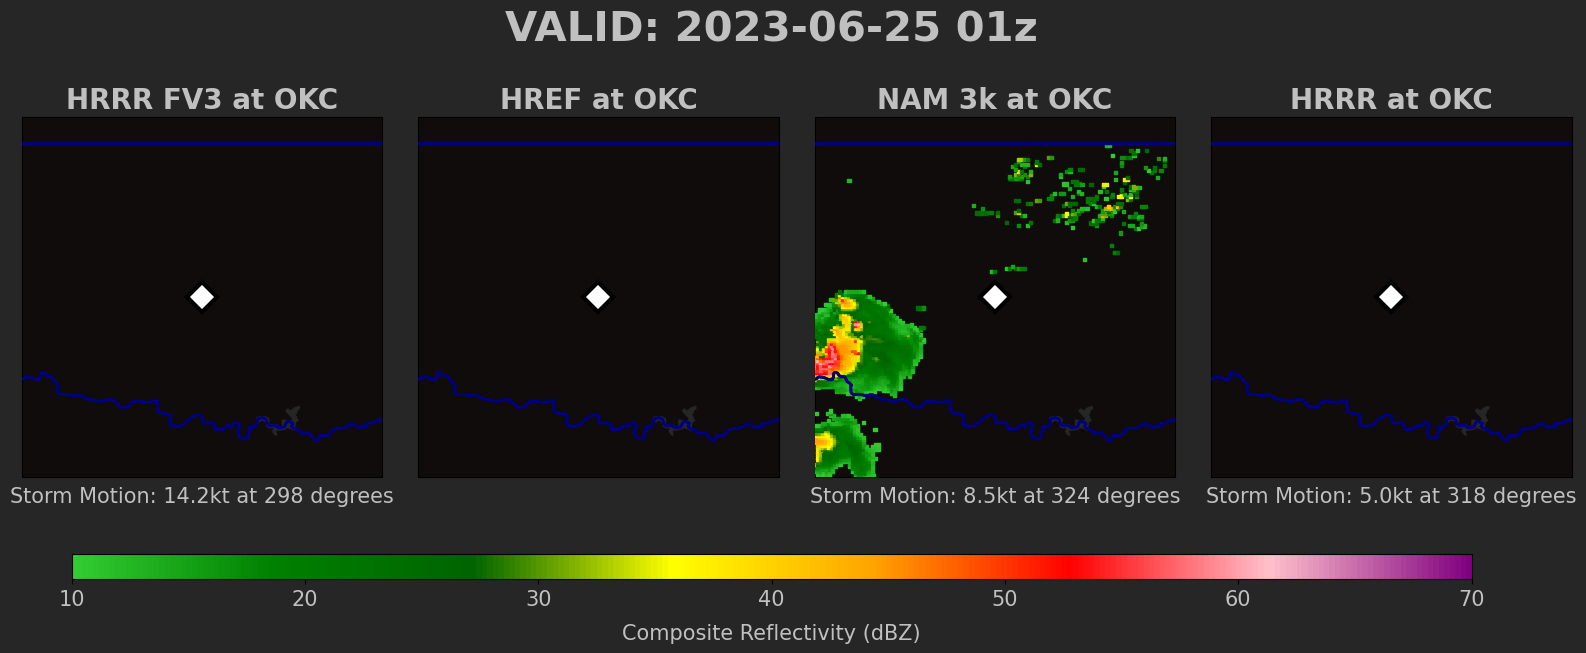 VALID: 2023-06-25 01z
HRRR FV3 at OKC
HREF at OKC
NAM 3k at OKC
HRRR at OKC
Storm Motion: 14.2kt at 298 degrees
Storm Motion: 8.5kt at 324 degrees
Storm Motion: 5.0kt at 318 degrees
10 20 30 40 50 60 70
Composite Reflectivity (dBZ)